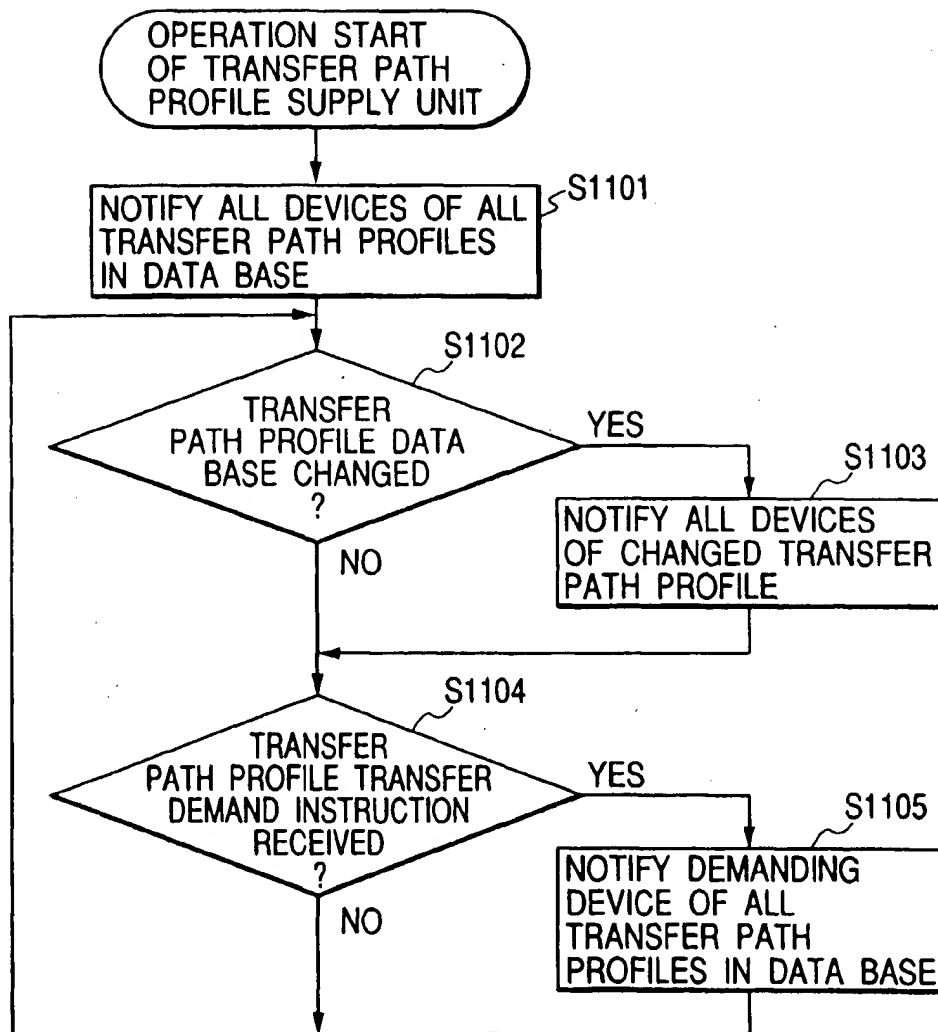 OPERATION START
OF TRANSFER PATH
PROFILE SUPPLY UNIT
S1101
NOTIFY ALL DEVICES OF ALL
TRANSFER PATH PROFILES
IN DATA BASE
S1102
TRANSFER
PATH PROFILE DATA
BASE CHANGED
?
YES
S1103
NOTIFY ALL DEVICES
OF CHANGED TRANSFER
PATH PROFILE
NO
S1104
TRANSFER
PATH PROFILE TRANSFER
DEMAND INSTRUCTION
RECEIVED
?
YES
S1105
NOTIFY DEMANDING
DEVICE OF ALL
TRANSFER PATH
PROFILES IN DATA BASE
NO